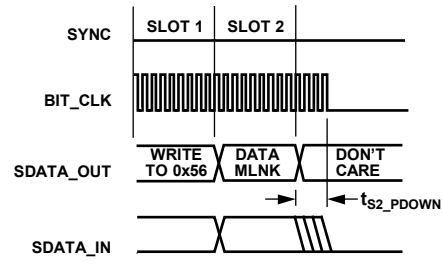 SYNC
SLOT 1
SLOT 2
BIT_CLK
SDATA_OUT
WRITE
TO 0x56
DATA
MLNK
DON'T
CARE
tS2_PDOWN
SDATA_IN